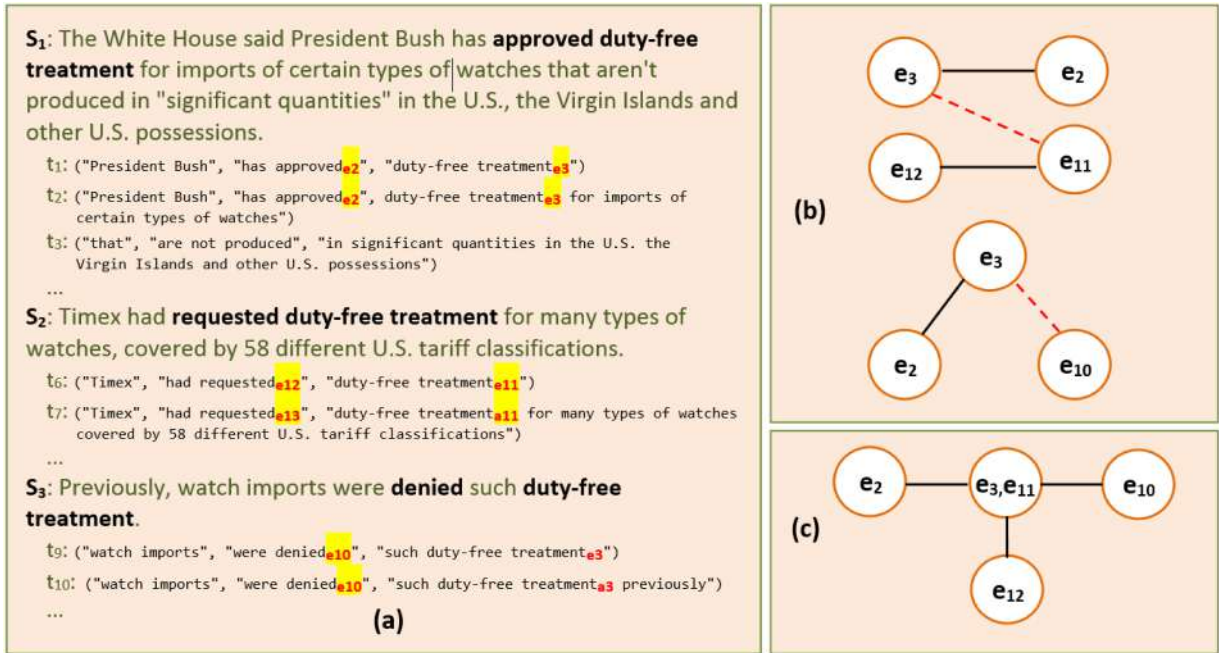 S1: The White House said President Bush has approved duty-free
treatment for imports of certain types of watches that aren't
produced in "significant quantities" in the U.S., the Virgin Islands and
other U.S. possessions.
t1: ("President Bush", "has approvede2", "duty-free treatmente3")
t2: ("President Bush", "has approvede2", duty-free treatmente3 for imports of
certain types of watches")
t3: ("that", "are not produced", "in significant quantities in the U.S. the
Virgin Islands and other U.S. possessions")
...
S2: Timex had requested duty-free treatment for many types of
watches, covered by 58 different U.S. tariff classifications.
t6: ("Timex", "had requestede12", "duty-free treatmente11")
t7: ("Timex", "had requestede13", "duty-free treatmenta11 for many types of watches
covered by 58 different U.S. tariff classifications")
...
S3: Previously, watch imports were denied such duty-free
treatment.
t9: ("watch imports", "were deniede10", "such duty-free treatmente3")
t10: ("watch imports", "were deniede10", "such duty-free treatmenta3 previously")
...
(a)
e3
e2
e12
e11
(b)
e3
e2
e10
e2
e3,e11
e10
(c)
e12